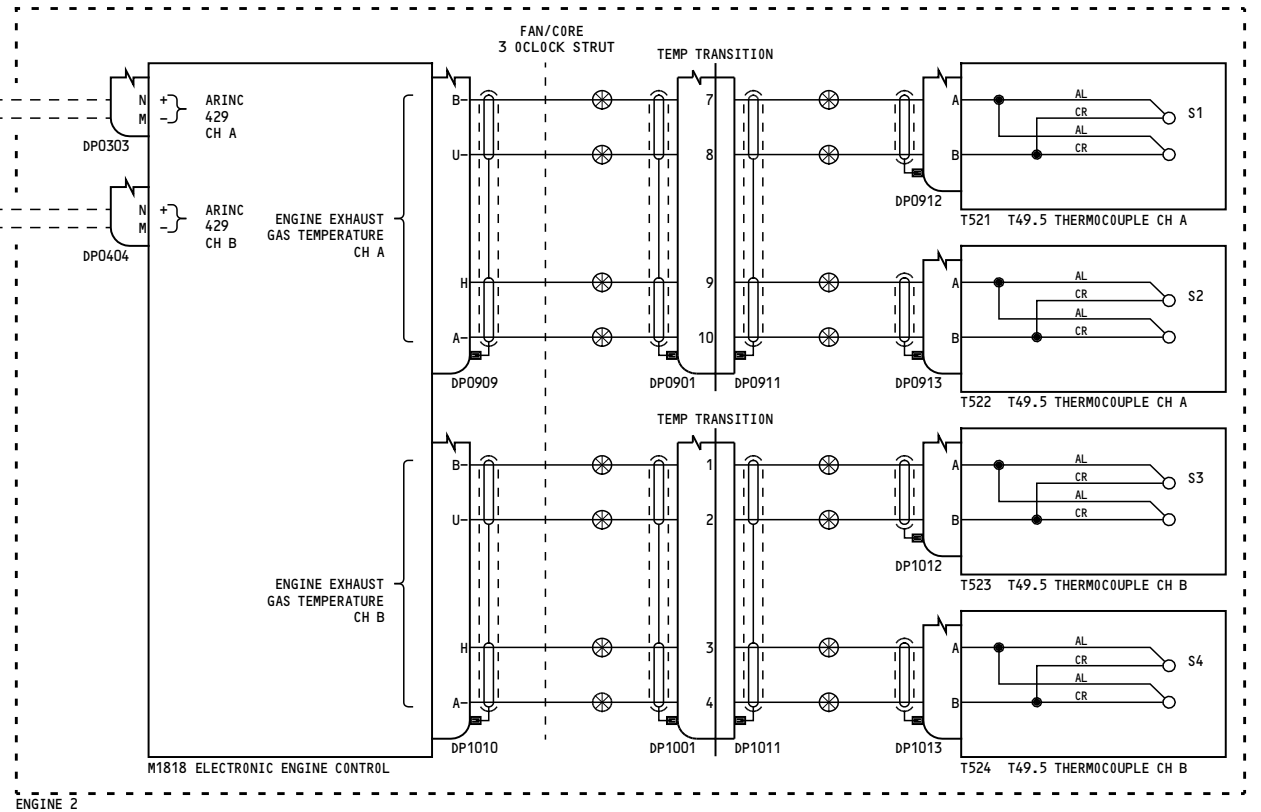 FAN/CORE
3 OCLOCK STRUT
TEMP TRANSITION
N + ARINC
M - 429
CH A
DP0303
N + ARINC
M - 429
CH B
DP0404
ENGINE EXHAUST
GAS TEMPERATURE
CH A
B
U
H
A
DP0909
7
8
9
10
DP0901 DP0911
A AL
CR S1
AL
B CR
DP0912
T521 T49.5 THERMOCOUPLE CH A
A AL
CR S2
AL
B CR
DP0913
T522 T49.5 THERMOCOUPLE CH A
TEMP TRANSITION
ENGINE EXHAUST
GAS TEMPERATURE
CH B
B
U
H
A
DP1010
1
2
3
4
DP1001 DP1011
A AL
CR S3
AL
B CR
DP1012
T523 T49.5 THERMOCOUPLE CH B
A AL
CR S4
AL
B CR
DP1013
T524 T49.5 THERMOCOUPLE CH B
M1818 ELECTRONIC ENGINE CONTROL
ENGINE 2